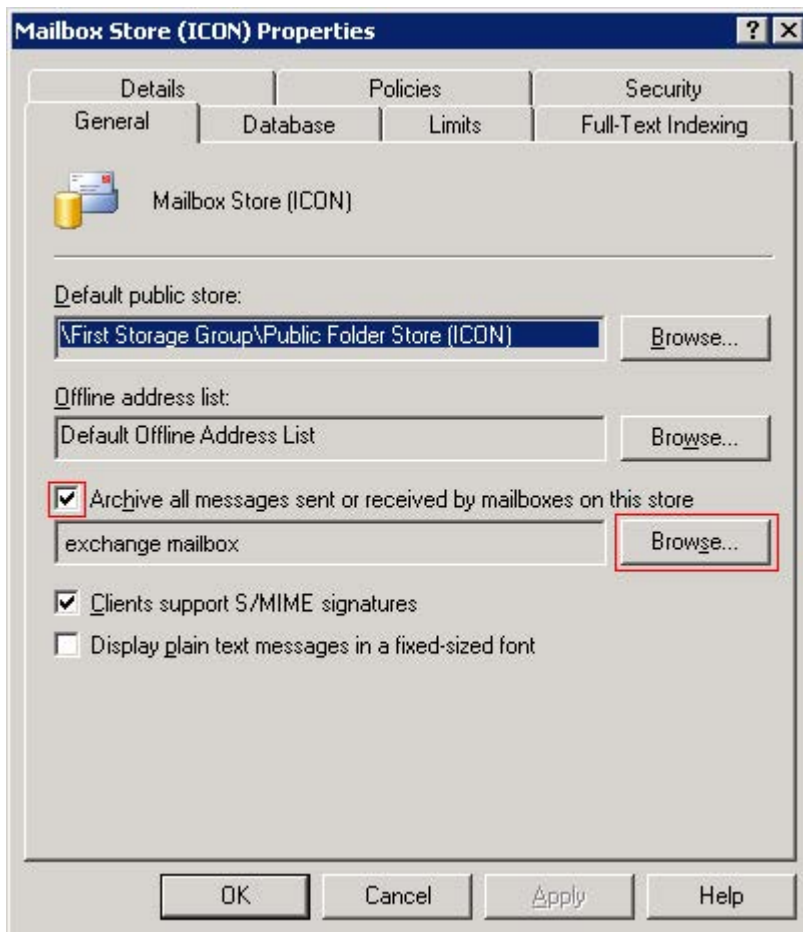 Mailbox Store (ICON) Properties
Details Policies Security
General Database Limits Full-Text Indexing
Mailbox Store (ICON)
Default public store:
\First Storage Group\Public Folder Store (ICON) Browse...
Offline address list:
Default Offline Address List Browse...
Archive all messages sent or received by mailboxes on this store
exchange mailbox Browse...
Clients support S/MIME signatures
Display plain text messages in a fixed-sized font
OK Cancel Apply Help